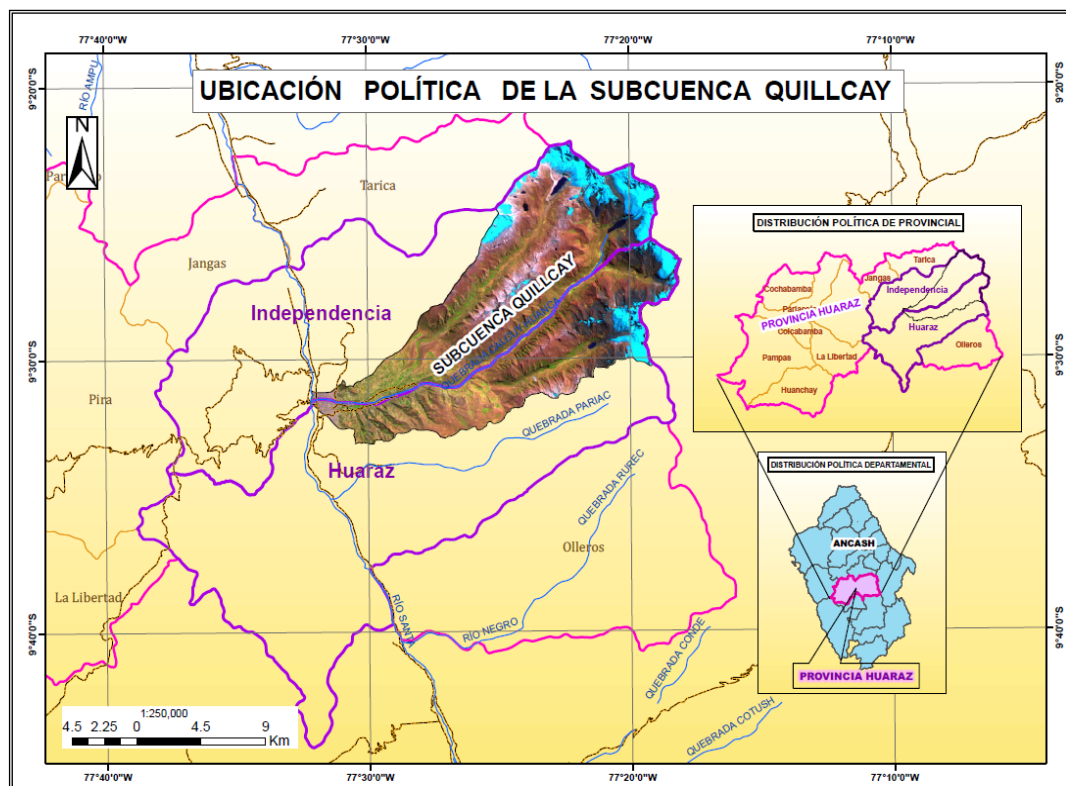 77°40'0"W 77°30'0"W 77°20'0"W 77°10'0"W
9°20'0"S
9°20'0"S
UBICACIÓN POLÍTICA DE LA SUBCUENCA QUILLCAY
RÍO AMPU
N
Tarica
Jangas
Independencia
SUBCUENCA QUILLCAY
9°30'0"S
9°30'0"S
Pira
QUEBRADA PARIAC
Huaraz
QUEBRADA RUREC
Olleros
La Libertad
RÍO SANTA
RÍO NEGRO
9°40'0"S
9°40'0"S
QUEBRADA CONDE
QUEBRADA COTUSH
DISTRIBUCIÓN POLÍTICA DE PROVINCIAL
Tarica
Jangas
Cochabamba
Independencia
PROVINCIA HUARAZ
Huaraz
Colcabamba
Olleros
Pampas
La Libertad
Huanchay
DISTRIBUCIÓN POLÍTICA DEPARTAMENTAL
ANCASH
PROVINCIA HUARAZ
1:250,000
4.5 2.25 0 4.5 9
Km
77°40'0"W 77°30'0"W 77°20'0"W 77°10'0"W